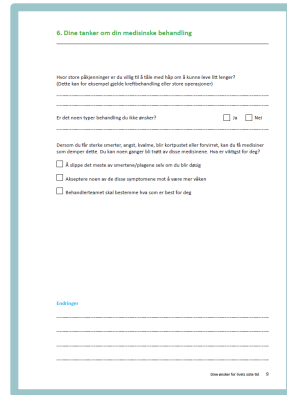 6. Dine tanker om din medisinske behandling
Hvor store påkjenninger er du villig til å tåle med håp om å kunne leve litt lenger?
(Dette kan for eksempel gjelde kreftbehandling eller store operasjoner)
Er det noen typer behandling du ikke ønsker? Ja Nei
Dersom du får sterke smerter, angst, kvalme, blir kortpustet eller forvirret, kan du få medisiner
som demper dette. Du kan noen ganger bli trøtt av disse medisinene. Hva er viktigst for deg?
Å slippe det meste av smertene/plagene selv om du blir døsig
Akseptere noen av de disse symptomene mot å være mer våken
Behandlerteamet skal bestemme hva som er best for deg
Endringer
Dine ønsker for livets siste tid 9